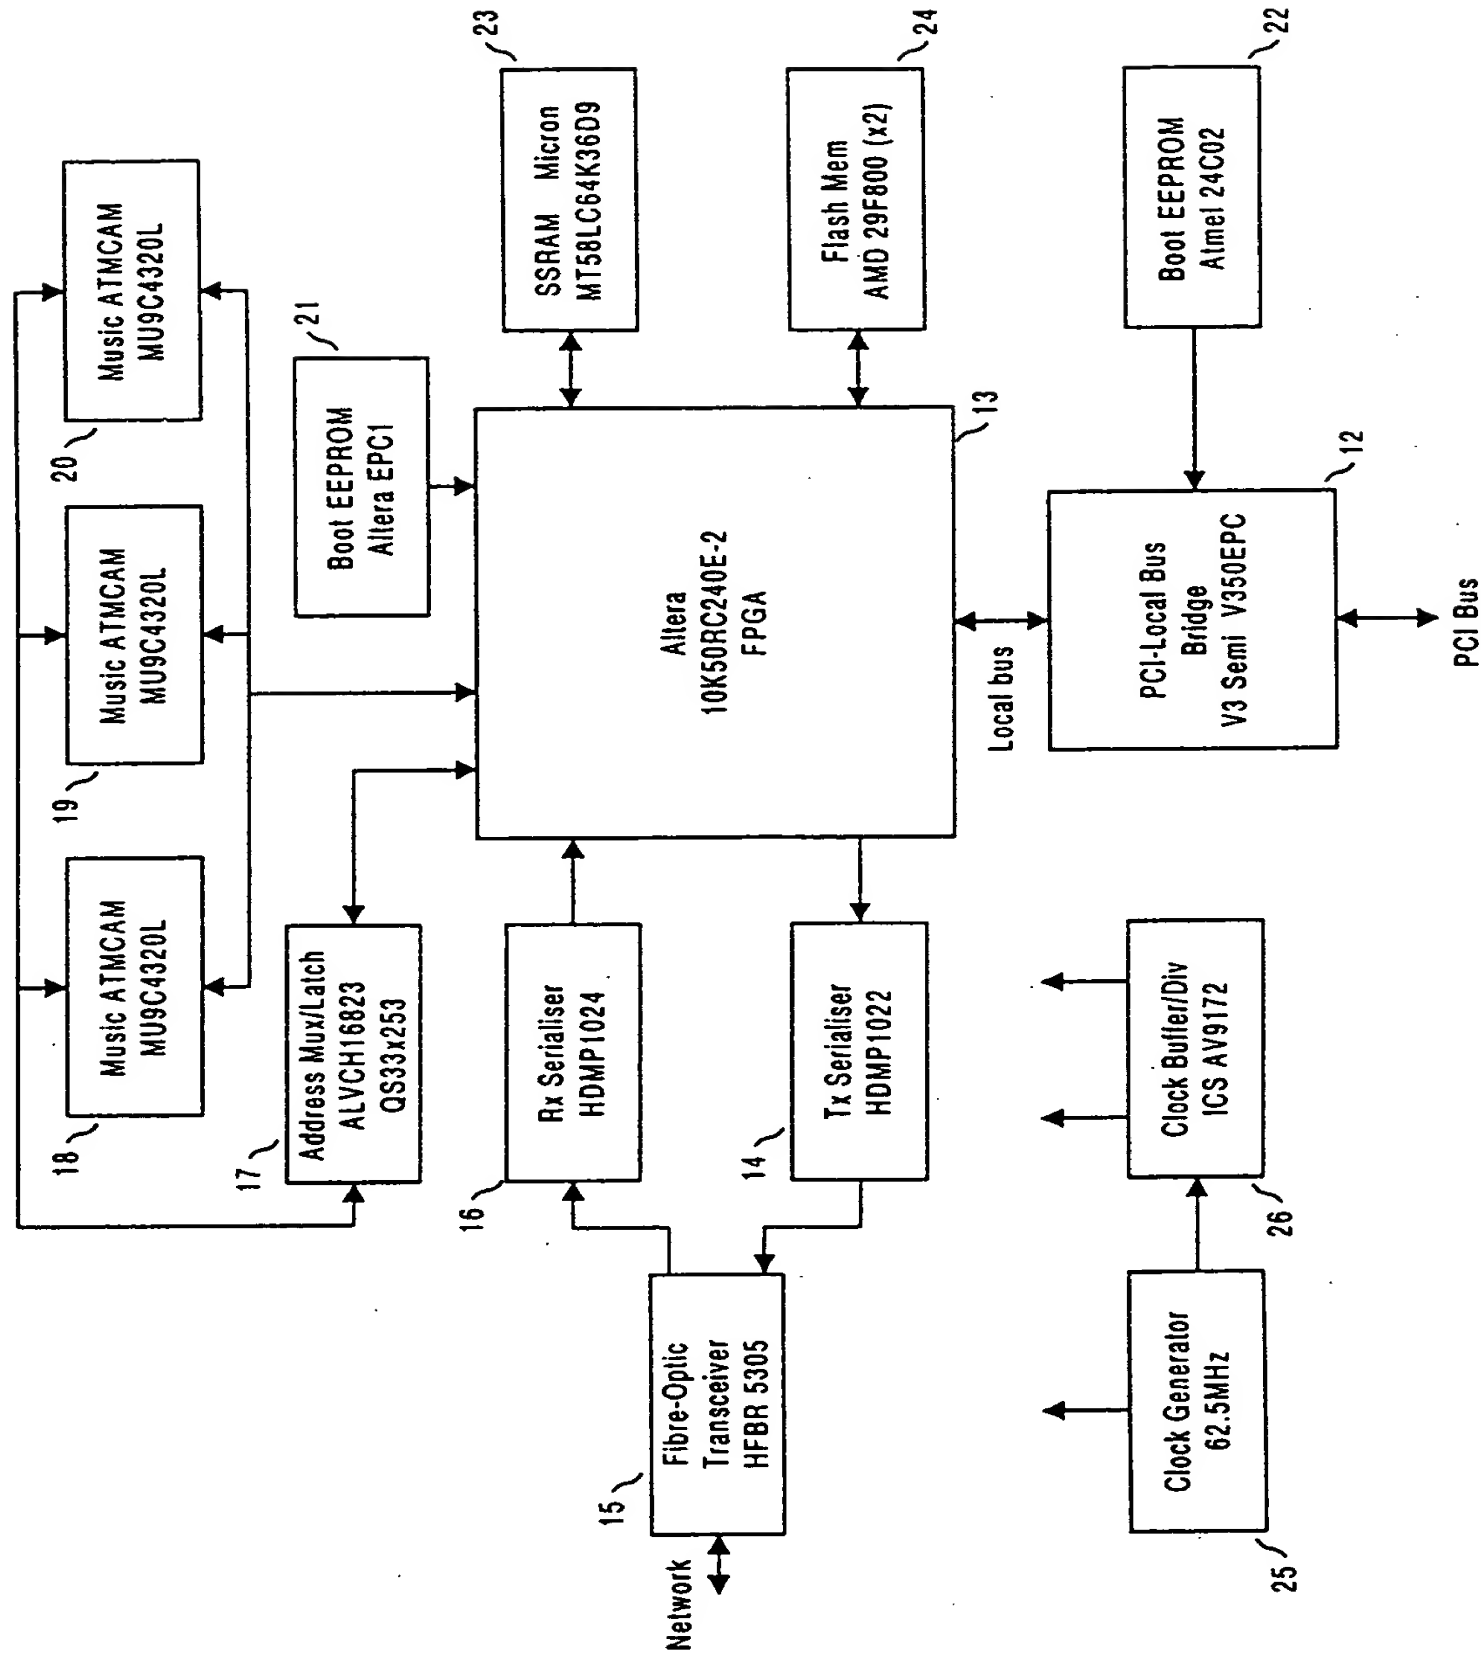 18
Music ATMCAM
MU9C4320L
19
Music ATMCAM
MU9C4320L
20
Music ATMCAM
MU9C4320L
17
Address Mux/Latch
ALVCH16823
QS33x253
21
Boot EEPROM
Altera EPC1
23
SSRAM Micron
MT58LC64K36D9
16
Rx Serialiser
HDMP1024
13
Altera
10K50RC240E-2
FPGA
24
Flash Mem
AMD 29F800 (x2)
Network
15
Fibre-Optic
Transceiver
HFBR 5305
14
Tx Serialiser
HDMP1022
Local bus
12
PCI-Local Bus
Bridge
V3 Semi V350EPC
22
Boot EEPROM
Atmel 24C02
25
Clock Generator
62.5MHz
26
Clock Buffer/Div
ICS AV9172
PCI Bus